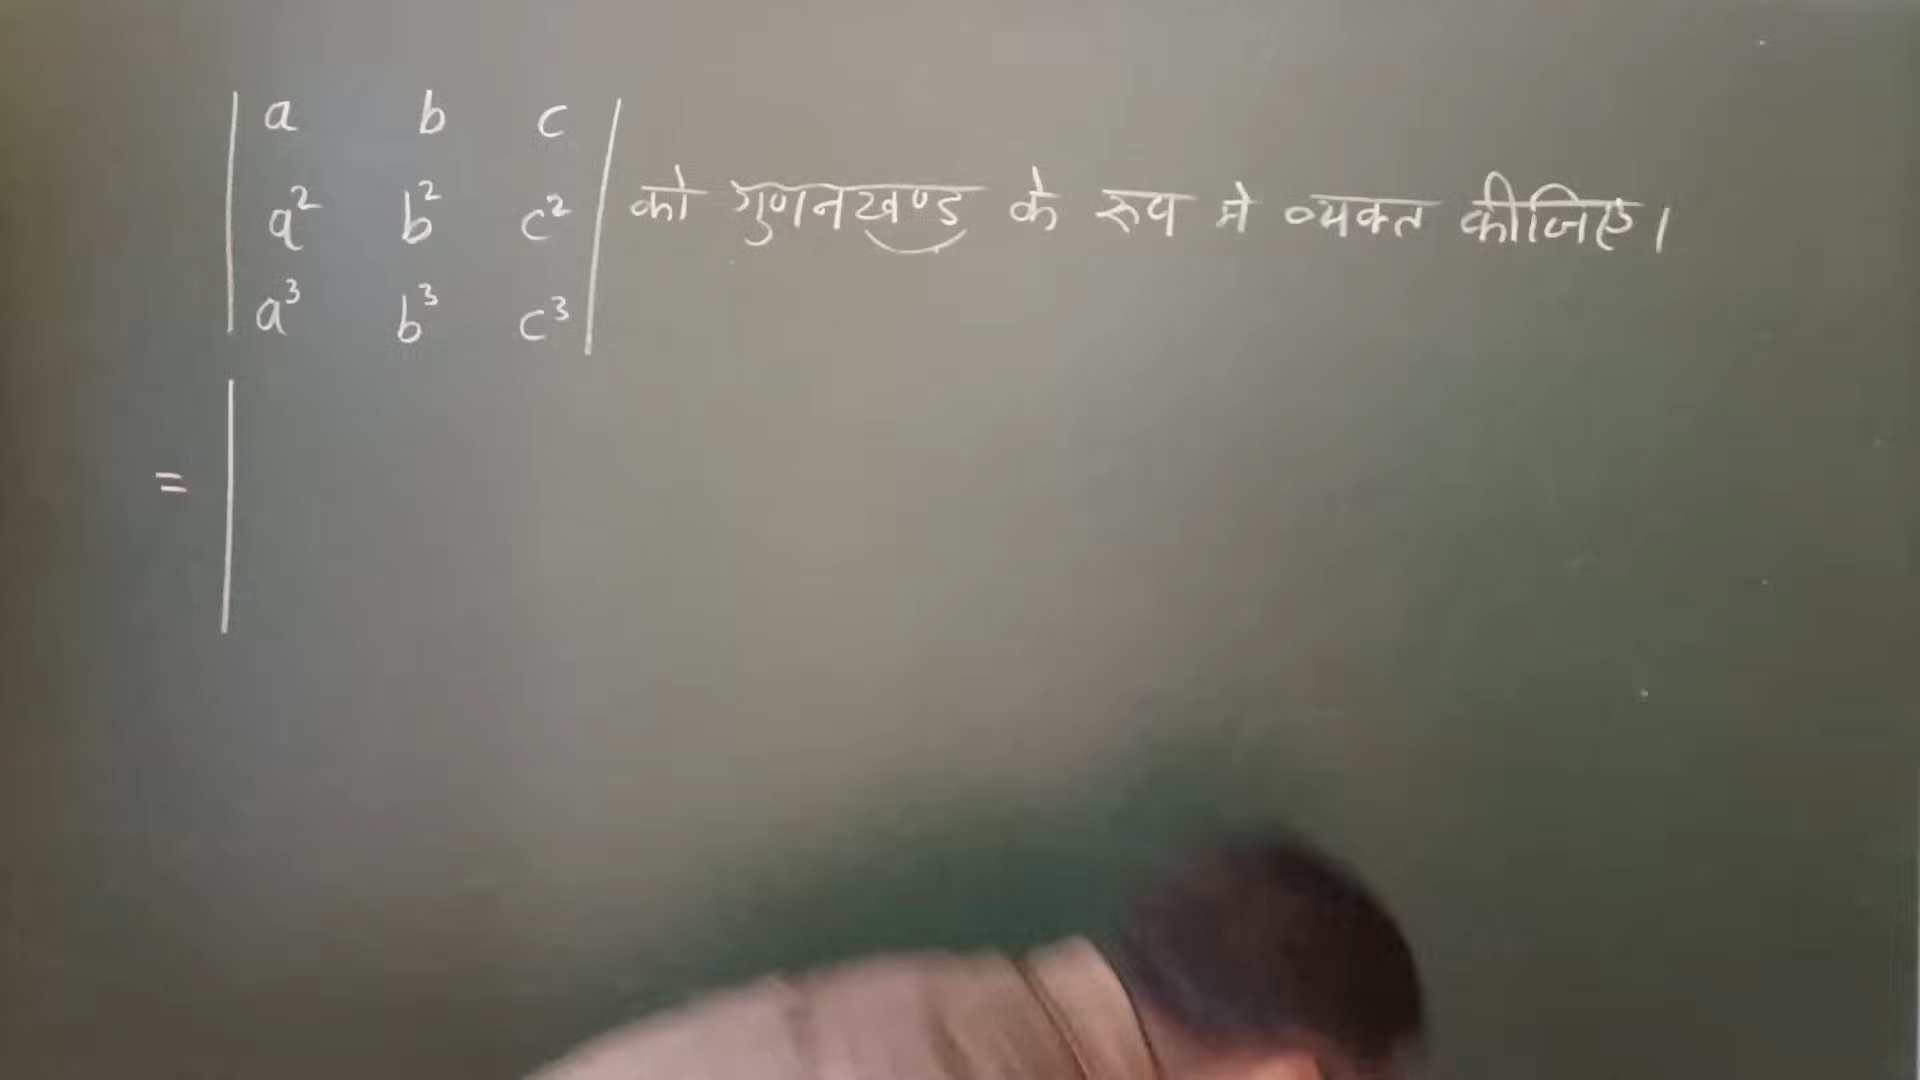 | a b c |
| a² b² c² | को गुणनखण्ड के रूप मे व्यक्त कीजिए।
| a³ b³ c³ |
= |